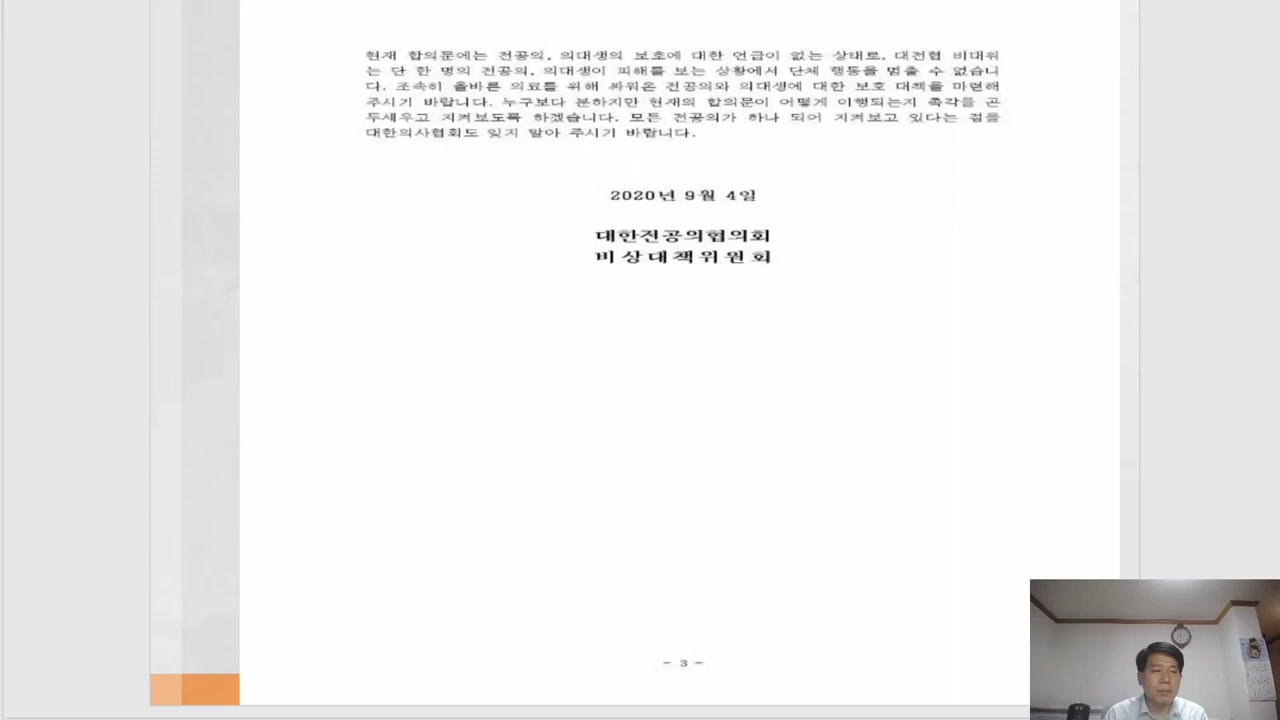 현재 합의문에는 전공의, 의대생의 보호에 대한 언급이 없는 상태로, 대전협 비대위
는 단 한 명의 전공의, 의대생이 피해를 보는 상황에서 단체 행동을 멈출 수 없습니
다. 조속히 올바른 의료를 위해 싸워온 전공의와 의대생에 대한 보호 대책을 마련해
주시기 바랍니다. 누구보다 분하지만 현재의 합의문이 어떻게 이행되는지 촉각을 곤
두세우고 지켜보도록 하겠습니다. 모든 전공의가 하나 되어 지켜보고 있다는 점을
대한의사협회도 잊지 말아 주시기 바랍니다.
2020년 9월 4일
대한전공의협의회
비상대책위원회
- 3 -